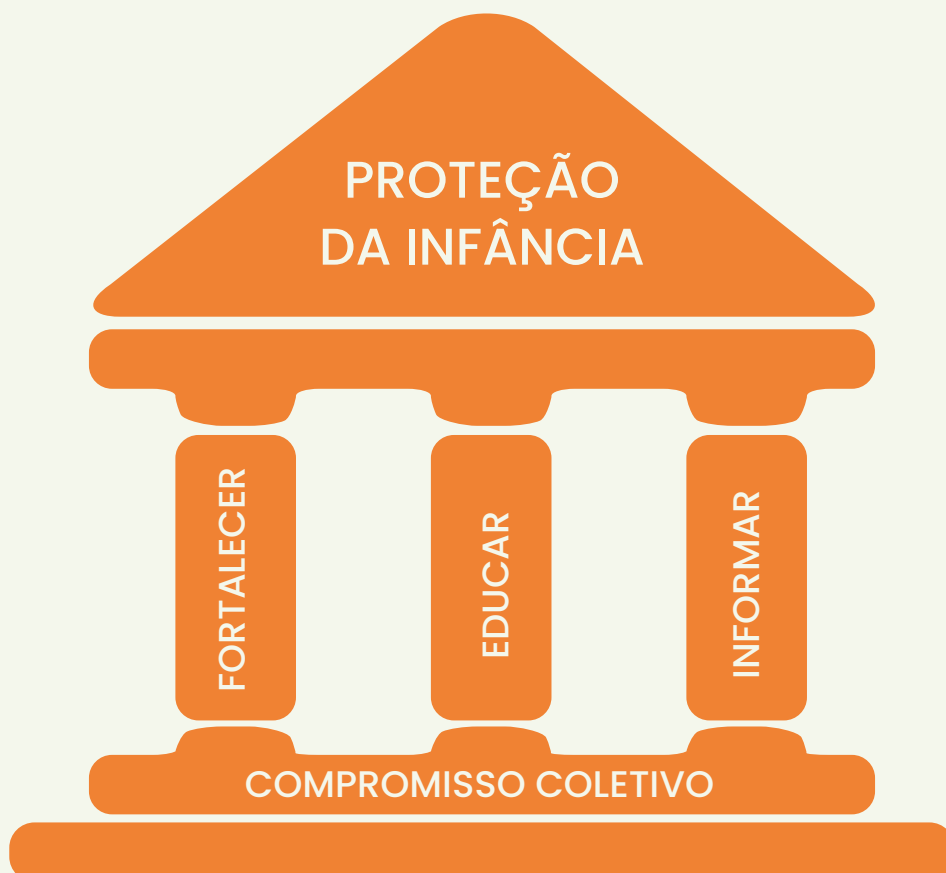 PROTEÇÃO
DA INFÂNCIA
FORTALECER
EDUCAR
INFORMAR
COMPROMISSO COLETIVO